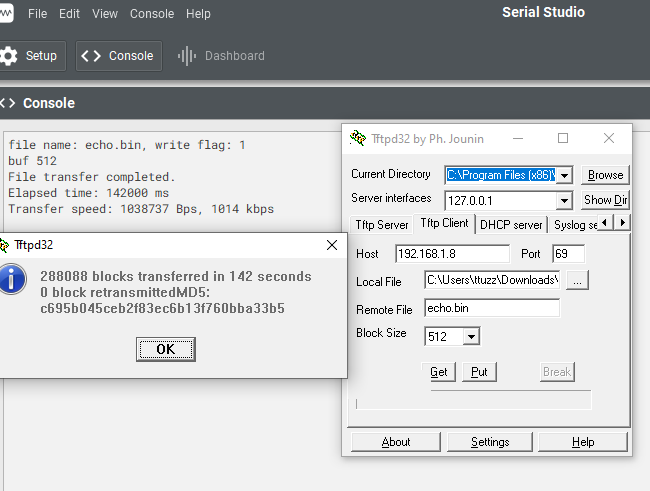 File Edit View Console Help
Serial Studio
Setup
<> Console
Dashboard
<> Console
file name: echo.bin, write flag: 1
buf 512
File transfer completed.
Elapsed time: 142000 ms
Transfer speed: 1038737 Bps, 1014 kbps
Tftpd32 by Ph. Jounin
Current Directory
C:\Program Files (x86)\
Browse
Server interfaces
127.0.0.1
Show Dir
Tftp Server
Tftp Client
DHCP server
Syslog se
Host
192.168.1.8
Port
69
Local File
C:\Users\ttuzz\Downloads\
...
Remote File
echo.bin
Block Size
512
Get
Put
Break
About
Settings
Help
Tftpd32
288088 blocks transferred in 142 seconds
0 block retransmittedMD5:
c695b045ceb2f83ec6b13f760bba33b5
OK